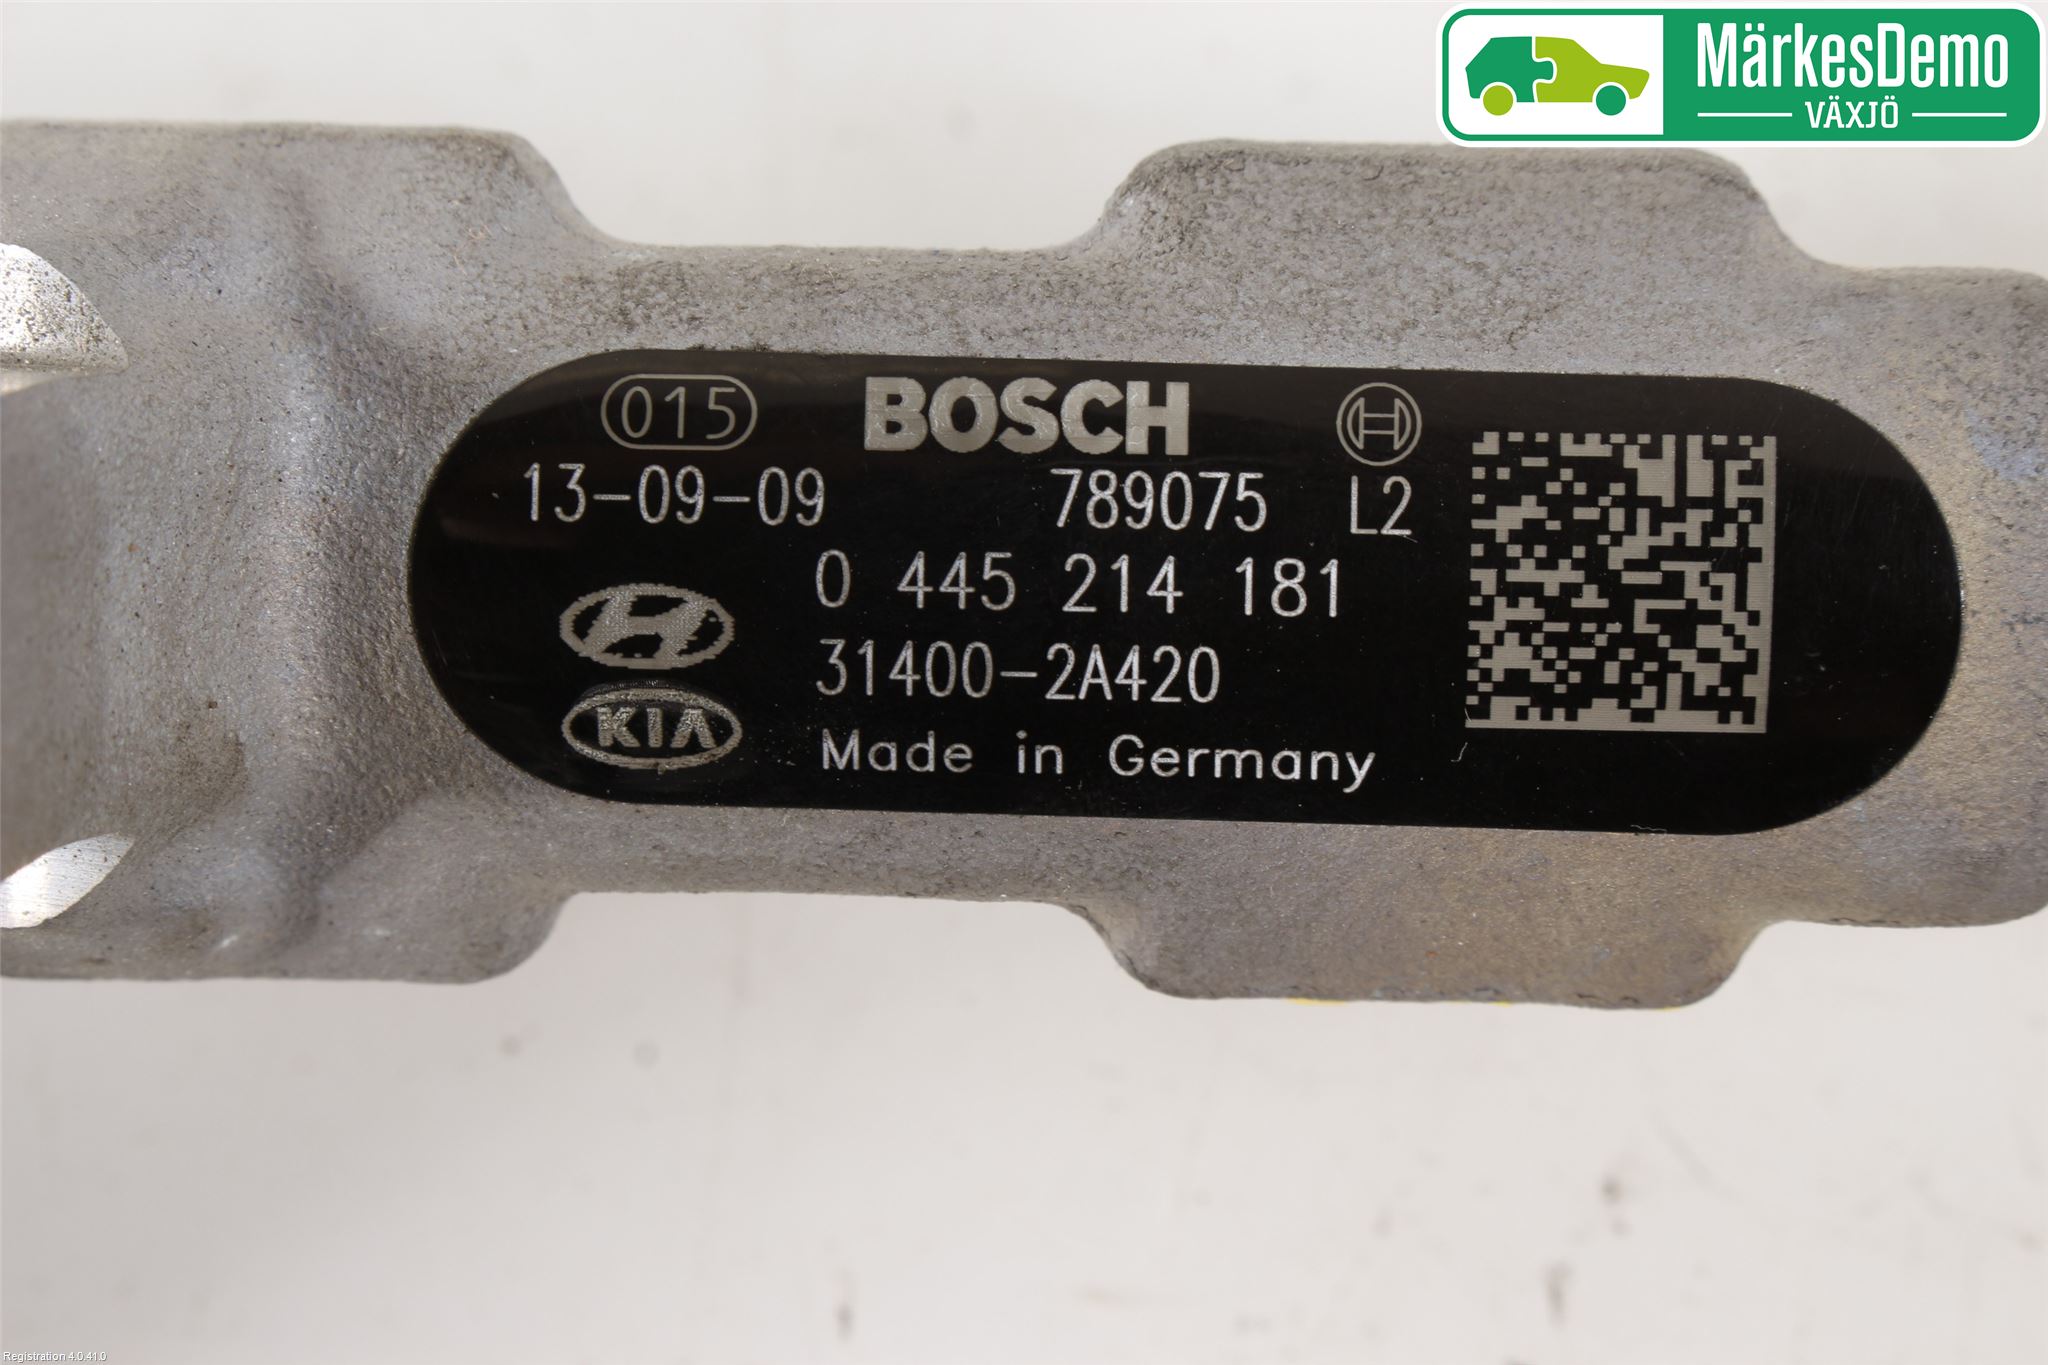 MärkesDemo
VÄXJÖ
015 BOSCH
13-09-09 789075 L2
0 445 214 181
31400-2A420
KIA
Made in Germany
Registration 4.0.41.0